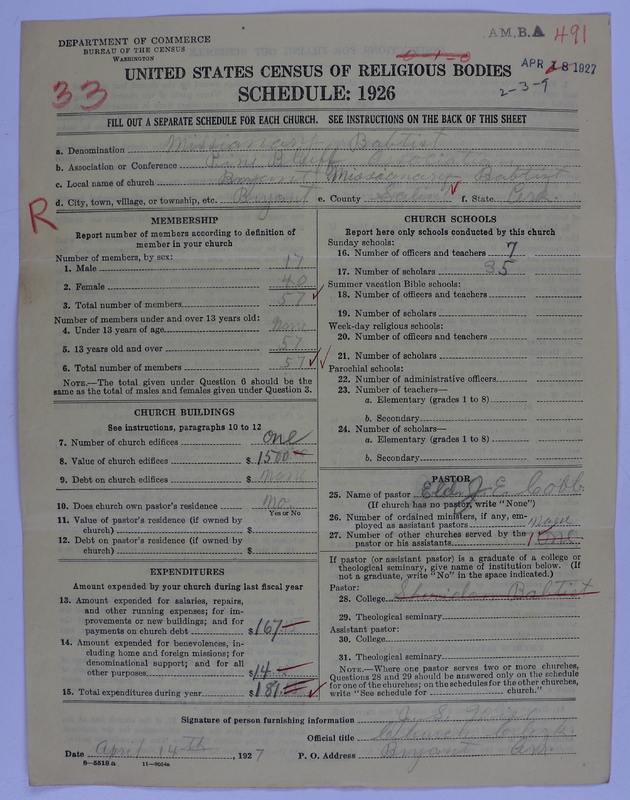 DEPARTMENT OF COMMERCE
BUREAU OF THE CENSUS
WASHINGTON
A.M.B.A 491
33
UNITED STATES CENSUS OF RELIGIOUS BODIES
APR 18 1927
SCHEDULE: 1926
2-3-9
FILL OUT A SEPARATE SCHEDULE FOR EACH CHURCH. SEE INSTRUCTIONS ON THE BACK OF THIS SHEET
a. Denomination Missionary Baptist
b. Association or Conference Pine Bluff Association
c. Local name of church Bryant Missionary Baptist
d. City, town, village, or township, etc. Bryant e. County Saline f. State Ark.
R
MEMBERSHIP
Report number of members according to definition of member in your church
Number of members, by sex:
1. Male 17
2. Female 40
3. Total number of members 57
Number of members under and over 13 years old:
4. Under 13 years of age none
5. 13 years old and over 57
6. Total number of members 57
NOTE.—The total given under Question 6 should be the same as the total of males and females given under Question 3.
CHURCH BUILDINGS
See instructions, paragraphs 10 to 12
7. Number of church edifices one
8. Value of church edifices $ 1500
9. Debt on church edifices $ none
10. Does church own pastor's residence? no
Yes or No
11. Value of pastor's residence (if owned by church) $
12. Debt on pastor's residence (if owned by church) $
EXPENDITURES
Amount expended by your church during last fiscal year
13. Amount expended for salaries, repairs, and other running expenses; for improvements or new buildings; and for payments on church debt $ 167
14. Amount expended for benevolences, including home and foreign missions; for denominational support; and for all other purposes $ 14
15. Total expenditures during year $ 181
CHURCH SCHOOLS
Report here only schools conducted by this church
Sunday schools:
16. Number of officers and teachers 7
17. Number of scholars 35
Summer vacation Bible schools:
18. Number of officers and teachers
19. Number of scholars
Week-day religious schools:
20. Number of officers and teachers
21. Number of scholars
Parochial schools:
22. Number of administrative officers
23. Number of teachers—
a. Elementary (grades 1 to 8)
b. Secondary
24. Number of scholars—
a. Elementary (grades 1 to 8)
b. Secondary
PASTOR
25. Name of pastor Eld. J. E. Cobb
(If church has no pastor, write "None")
26. Number of ordained ministers, if any, employed as assistant pastors none
27. Number of other churches served by the pastor or his assistants 1 one
If pastor (or assistant pastor) is a graduate of a college or theological seminary, give name of institution below. (If not a graduate, write "No" in the space indicated.)
Pastor:
28. College Sheridan Baptist
29. Theological seminary
Assistant pastor:
30. College
31. Theological seminary
NOTE.—Where one pastor serves two or more churches, Questions 28 and 29 should be answered only on the schedule for one of the churches; on the schedules for the other churches, write "See schedule for church."
Signature of person furnishing information J. S.
Official title Church Clerk
Date April 14th, 1927 P. O. Address Bryant Ark.
8-5518a 11-9054a